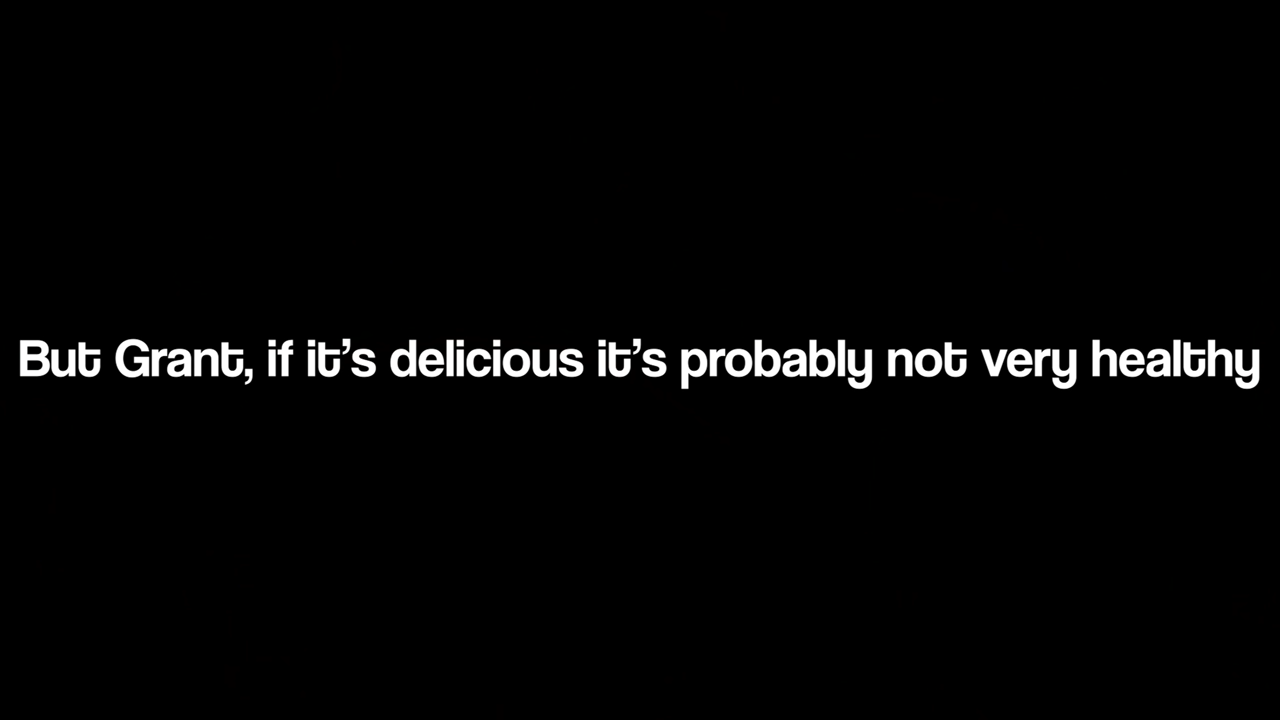 But Grant, if it’s delicious it’s probably not very healthy